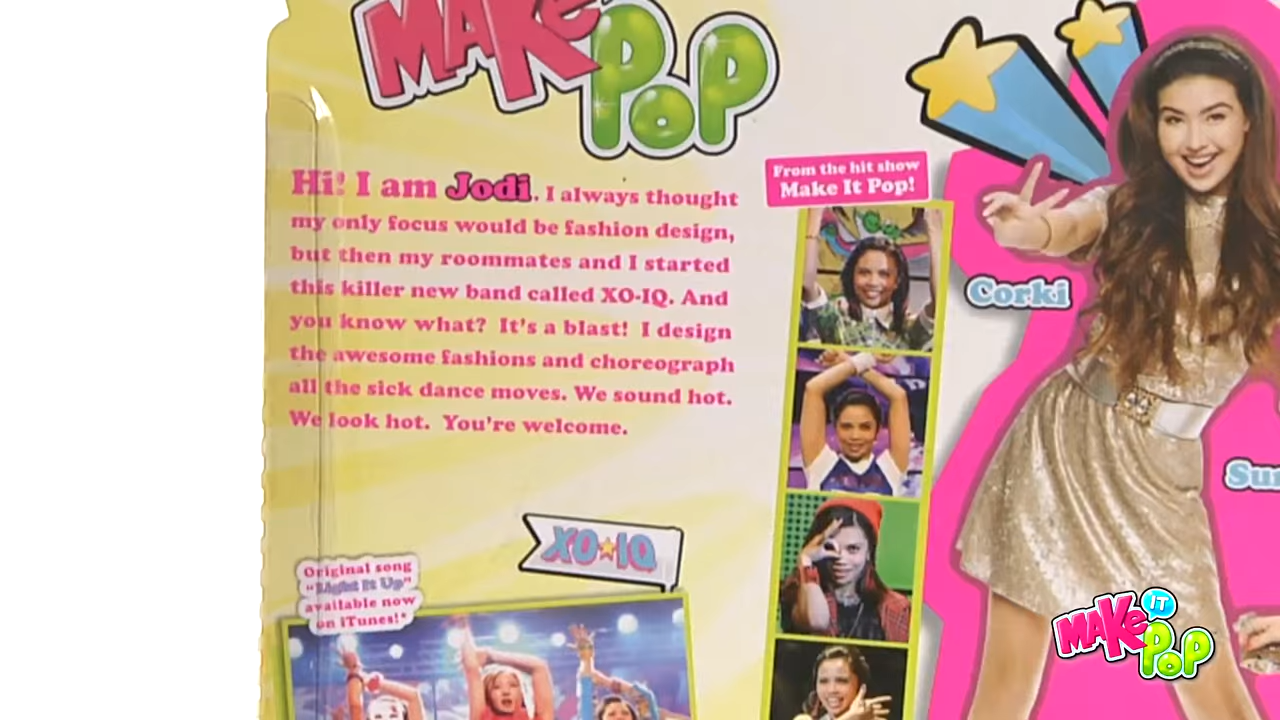 MAKE
POP
Hi! I am Jodi. I always thought
my only focus would be fashion design,
but then my roommates and I started
this killer new band called XO-IQ. And
you know what? It's a blast! I design
the awesome fashions and choreograph
all the sick dance moves. We sound hot.
We look hot. You're welcome.
From the hit show
Make It Pop!
Corki
XO★IQ
Original song
"Light It Up"
available now
on iTunes!*
MAKE IT
POP